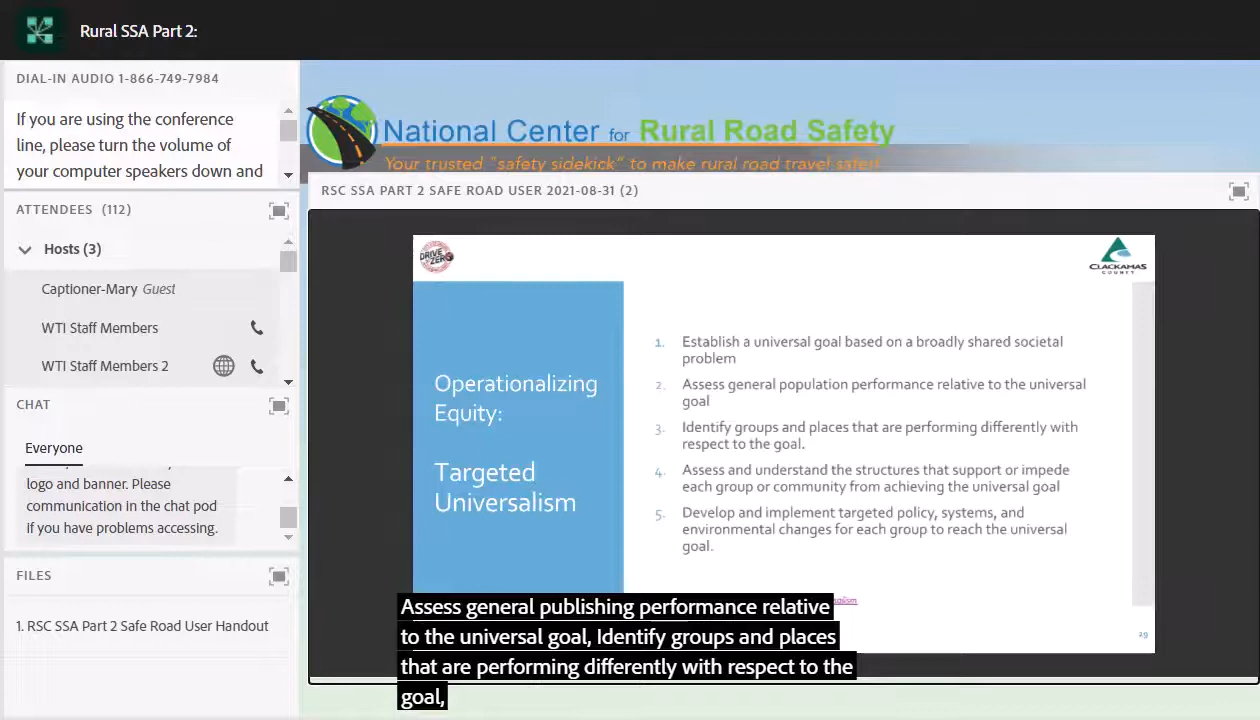 Rural SSA Part 2:
DIAL-IN AUDIO 1-866-749-7984
If you are using the conference
line, please turn the volume of
your computer speakers down and
ATTENDEES (112)
Hosts (3)
Captioner-Mary Guest
WTI Staff Members
WTI Staff Members 2
CHAT
Everyone
logo and banner. Please
communication in the chat pod
if you have problems accessing.
FILES
1. RSC SSA Part 2 Safe Road User Handout
National Center for Rural Road Safety
Your trusted "safety sidekick" to make rural road travel safer!
RSC SSA PART 2 SAFE ROAD USER 2021-08-31 (2)
DRIVE TO ZERO
CLACKAMAS
COUNTY
Operationalizing
Equity:
Targeted
Universalism
1. Establish a universal goal based on a broadly shared societal
problem
2. Assess general population performance relative to the universal
goal
3. Identify groups and places that are performing differently with
respect to the goal.
4. Assess and understand the structures that support or impede
each group or community from achieving the universal goal
5. Develop and implement targeted policy, systems, and
environmental changes for each group to reach the universal
goal.
19
Assess general publishing performance relative
to the universal goal, Identify groups and places
that are performing differently with respect to the
goal,